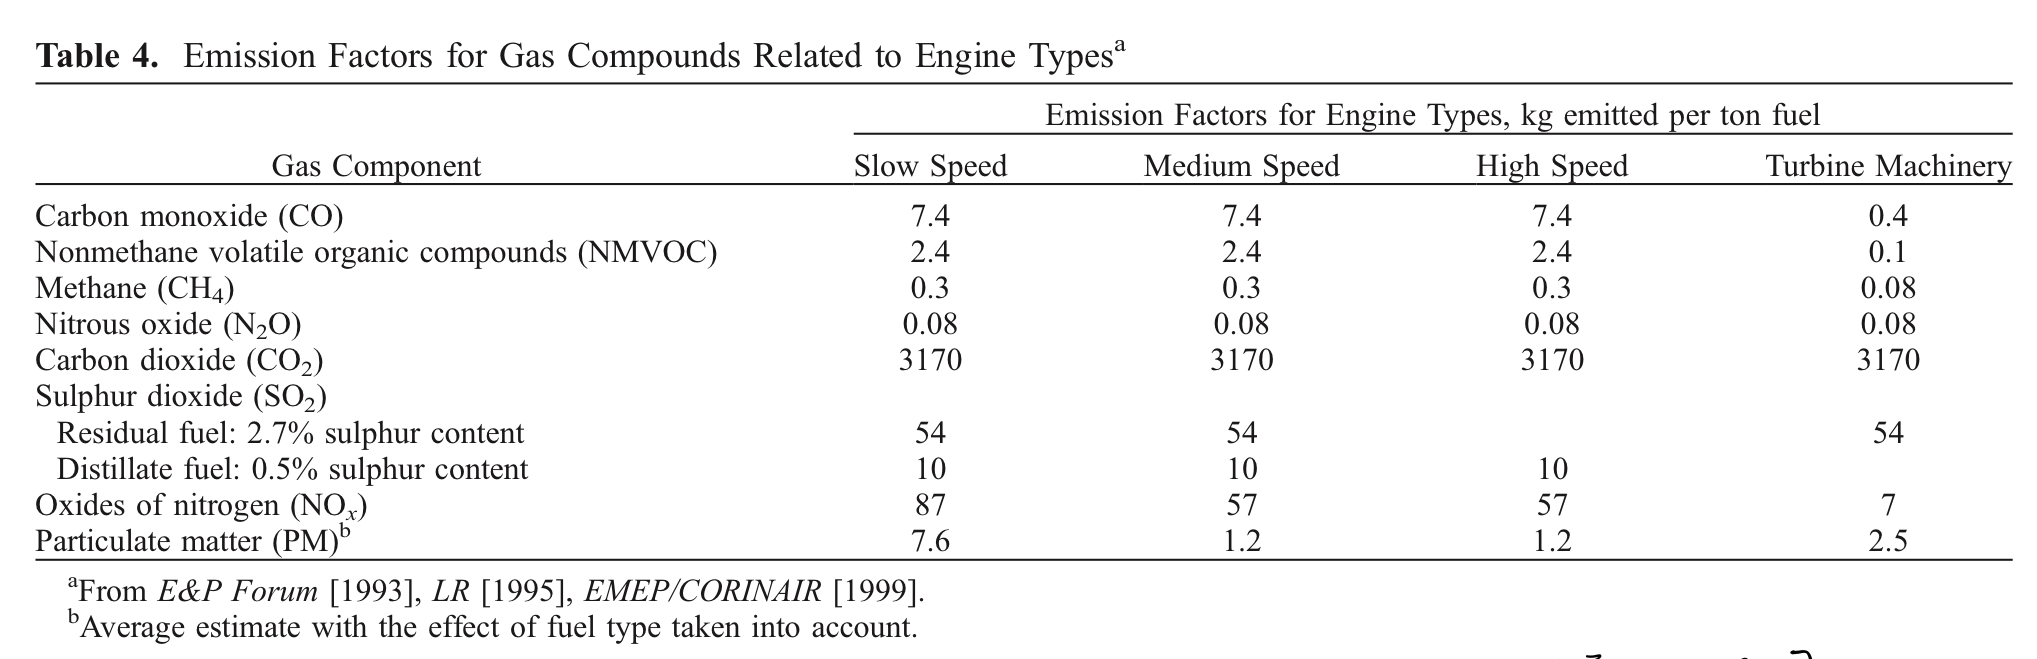 Table 4. Emission Factors for Gas Compounds Related to Engine Typesᵃ
Emission Factors for Engine Types, kg emitted per ton fuel
Gas Component Slow Speed Medium Speed High Speed Turbine Machinery
Carbon monoxide (CO) 7.4 7.4 7.4 0.4
Nonmethane volatile organic compounds (NMVOC) 2.4 2.4 2.4 0.1
Methane (CH₄) 0.3 0.3 0.3 0.08
Nitrous oxide (N₂O) 0.08 0.08 0.08 0.08
Carbon dioxide (CO₂) 3170 3170 3170 3170
Sulphur dioxide (SO₂)
Residual fuel: 2.7% sulphur content 54 54 54
Distillate fuel: 0.5% sulphur content 10 10 10
Oxides of nitrogen (NOₓ) 87 57 57 7
Particulate matter (PM)ᵇ 7.6 1.2 1.2 2.5
ᵃFrom E&P Forum [1993], LR [1995], EMEP/CORINAIR [1999].
ᵇAverage estimate with the effect of fuel type taken into account.